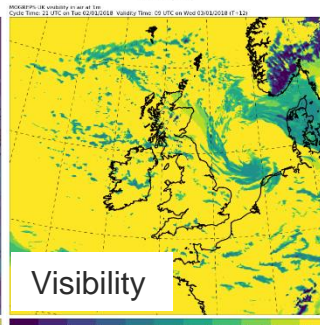 MOGREPS-UK visibility in air at 1m
Cycle Time: 21 UTC on Tue 02/01/2018 Validity Time: 09 UTC on Wed 03/01/2018 (T+12)
Visibility